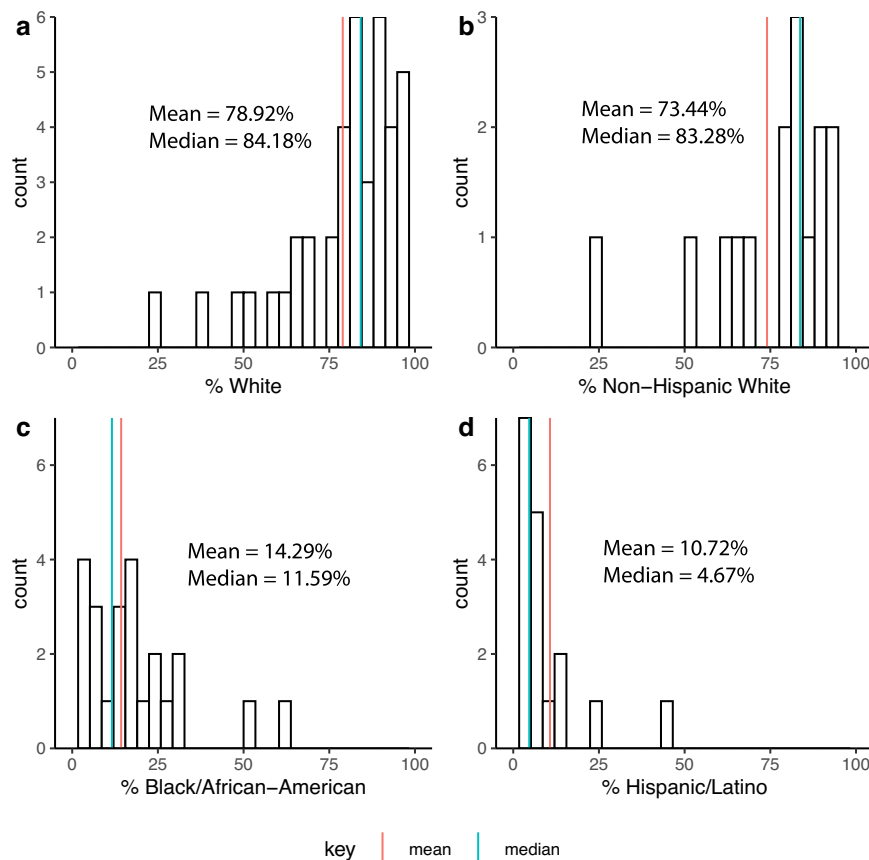 a
6
5
4
3
2
1
0
count
Mean = 78.92%
Median = 84.18%
0 25 50 75 100
% White
b
3
2
1
0
count
Mean = 73.44%
Median = 83.28%
0 25 50 75 100
% Non−Hispanic White
c
6
4
2
0
count
Mean = 14.29%
Median = 11.59%
0 25 50 75 100
% Black/African−American
d
6
4
2
0
count
Mean = 10.72%
Median = 4.67%
0 25 50 75 100
% Hispanic/Latino
key mean median